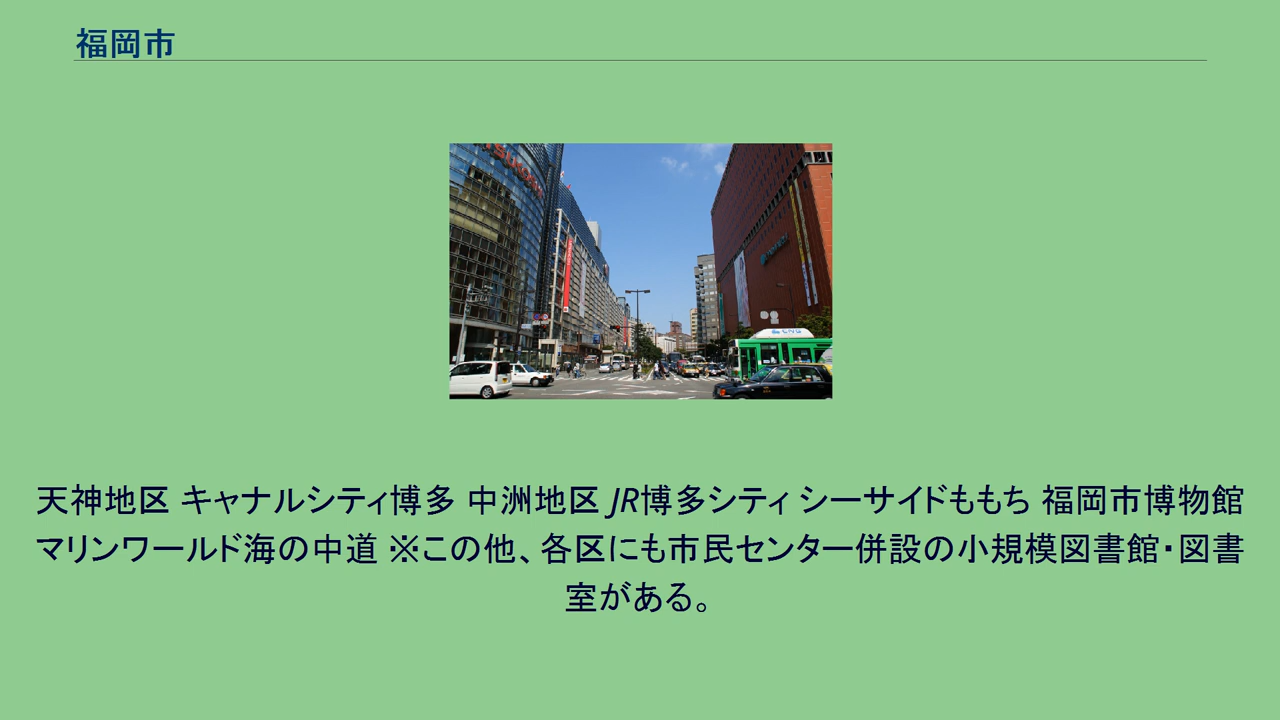 福岡市
天神地区 キャナルシティ博多 中洲地区 JR博多シティ シーサイドももち 福岡市博物館
マリンワールド海の中道 ※この他、各区にも市民センター併設の小規模図書館・図書
室がある。